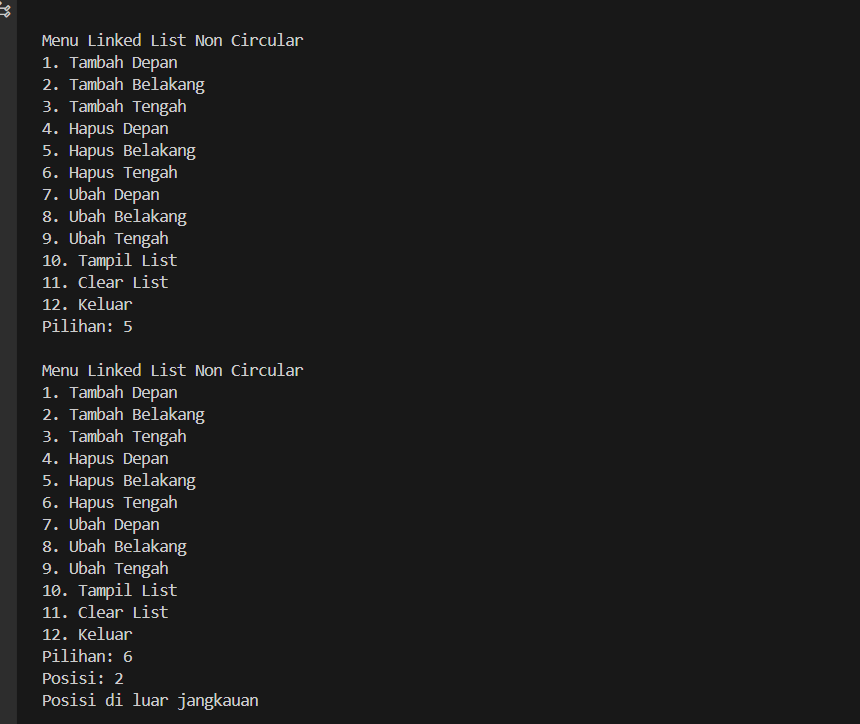 Menu Linked List Non Circular
1. Tambah Depan
2. Tambah Belakang
3. Tambah Tengah
4. Hapus Depan
5. Hapus Belakang
6. Hapus Tengah
7. Ubah Depan
8. Ubah Belakang
9. Ubah Tengah
10. Tampil List
11. Clear List
12. Keluar
Pilihan: 5
Menu Linked List Non Circular
1. Tambah Depan
2. Tambah Belakang
3. Tambah Tengah
4. Hapus Depan
5. Hapus Belakang
6. Hapus Tengah
7. Ubah Depan
8. Ubah Belakang
9. Ubah Tengah
10. Tampil List
11. Clear List
12. Keluar
Pilihan: 6
Posisi: 2
Posisi di luar jangkauan